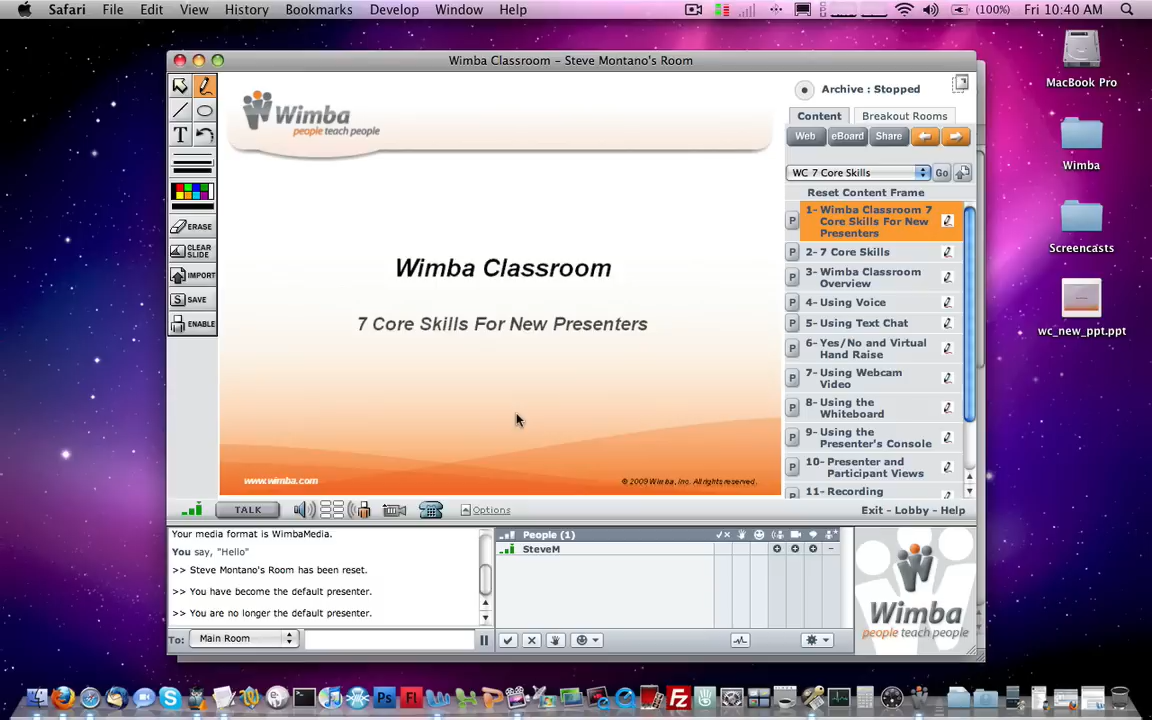 Safari File Edit View History Bookmarks Develop Window Help
(100%) Fri 10:40 AM
Wimba Classroom – Steve Montano's Room
MacBook Pro
Wimba
Screencasts
wc_new_ppt.ppt
T
ERASE
CLEAR
SLIDE
IMPORT
S SAVE
ENABLE
Wimba
people teach people
Wimba Classroom
7 Core Skills For New Presenters
www.wimba.com
© 2009 Wimba, Inc. All rights reserved.
Archive : Stopped
Content Breakout Rooms
Web eBoard Share
WC 7 Core Skills Go
Reset Content Frame
P 1- Wimba Classroom 7
Core Skills For New
Presenters
P 2- 7 Core Skills
P 3- Wimba Classroom
Overview
P 4- Using Voice
P 5- Using Text Chat
P 6- Yes/No and Virtual
Hand Raise
P 7- Using Webcam
Video
P 8- Using the
Whiteboard
P 9- Using the
Presenter's Console
P 10- Presenter and
Participant Views
11- Recording
TALK
Options
Exit - Lobby - Help
Your media format is WimbaMedia.
You say, "Hello"
>> Steve Montano's Room has been reset.
>> You have become the default presenter.
>> You are no longer the default presenter.
To: Main Room
People (1)
SteveM
Wimba
people teach people